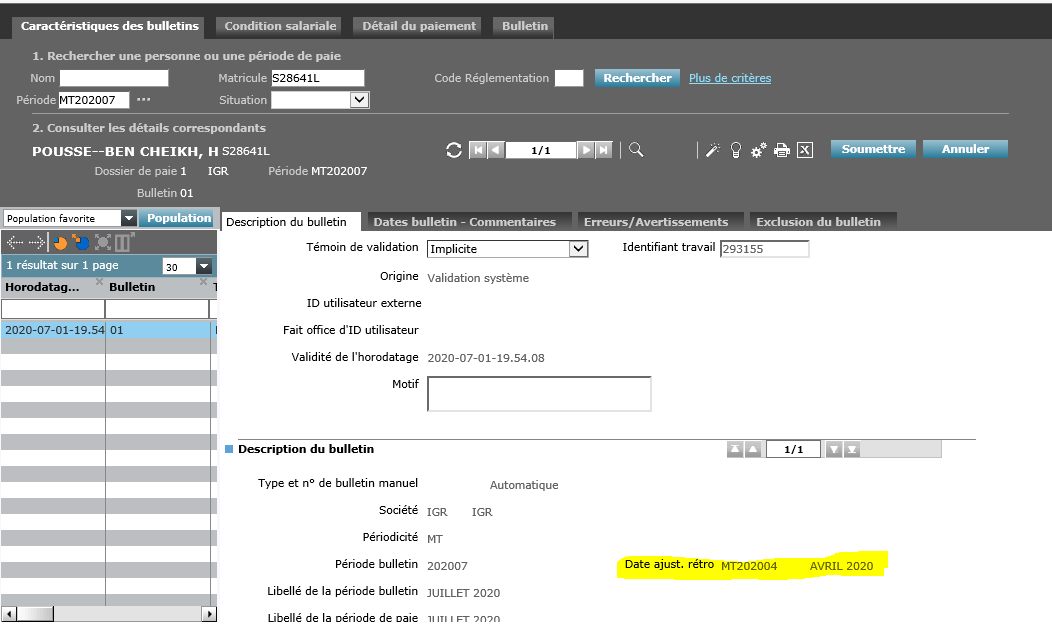 Caractéristiques des bulletins Condition salariale Détail du paiement Bulletin
1. Rechercher une personne ou une période de paie
Nom Matricule S28641L Code Réglementation Rechercher Plus de critères
Période MT202007 ... Situation
2. Consulter les détails correspondants
POUSSE--BEN CHEIKH, H S28641L 1/1 Soumettre Annuler
Dossier de paie 1 IGR Période MT202007
Bulletin 01
Population favorite Population
Description du bulletin Dates bulletin - Commentaires Erreurs/Avertissements Exclusion du bulletin
1 résultat sur 1 page 30
Horodatag... Bulletin
2020-07-01-19.54 01
Témoin de validation Implicite Identifiant travail 293155
Origine Validation système
ID utilisateur externe
Fait office d'ID utilisateur
Validité de l'horodatage 2020-07-01-19.54.08
Motif
Description du bulletin 1/1
Type et n° de bulletin manuel Automatique
Société IGR IGR
Périodicité MT
Période bulletin 202007 Date ajust. rétro MT202004 AVRIL 2020
Libellé de la période bulletin JUILLET 2020
Libellé de la période de paie JUILLET 2020